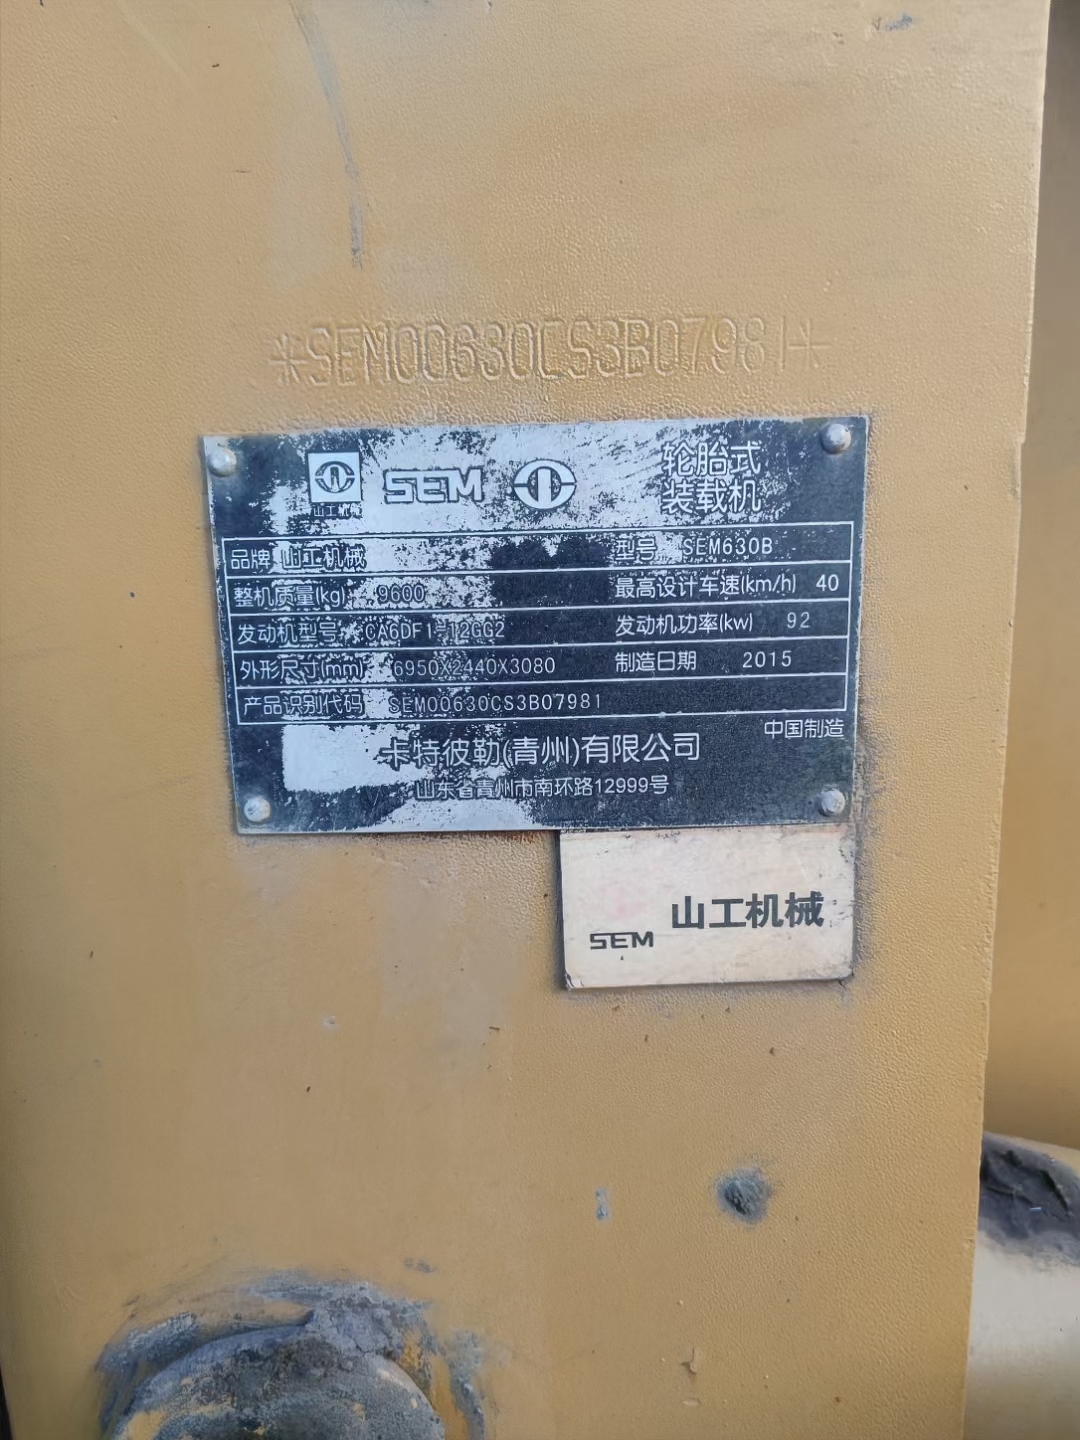 *SEM00630CS3B07981*
山工机械 SEM 轮胎式
装载机
品牌 山工机械 型号 SEM630B
整机质量(kg) 9600 最高设计车速(km/h) 40
发动机型号 CA6DF1-12GG2 发动机功率(kw) 92
外形尺寸(mm) 6950X2440X3080 制造日期 2015
产品识别代码 SEM00630CS3B07981
中国制造
卡特彼勒(青州)有限公司
山东省青州市南环路12999号
SEM 山工机械